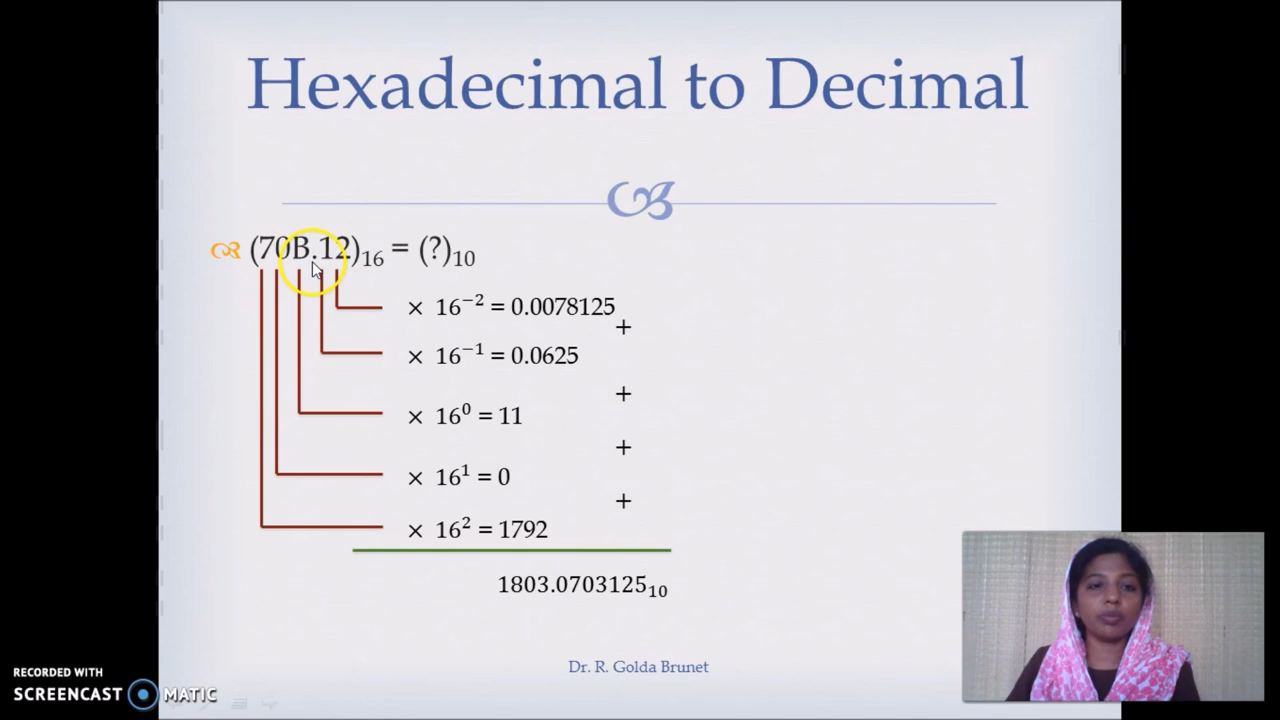 Hexadecimal to Decimal
(70B.12)₁₆ = (?)₁₀
× 16⁻² = 0.0078125
+
× 16⁻¹ = 0.0625
+
× 16⁰ = 11
+
× 16¹ = 0
+
× 16² = 1792
1803.0703125₁₀
Dr. R. Golda Brunet
RECORDED WITH
SCREENCAST MATIC